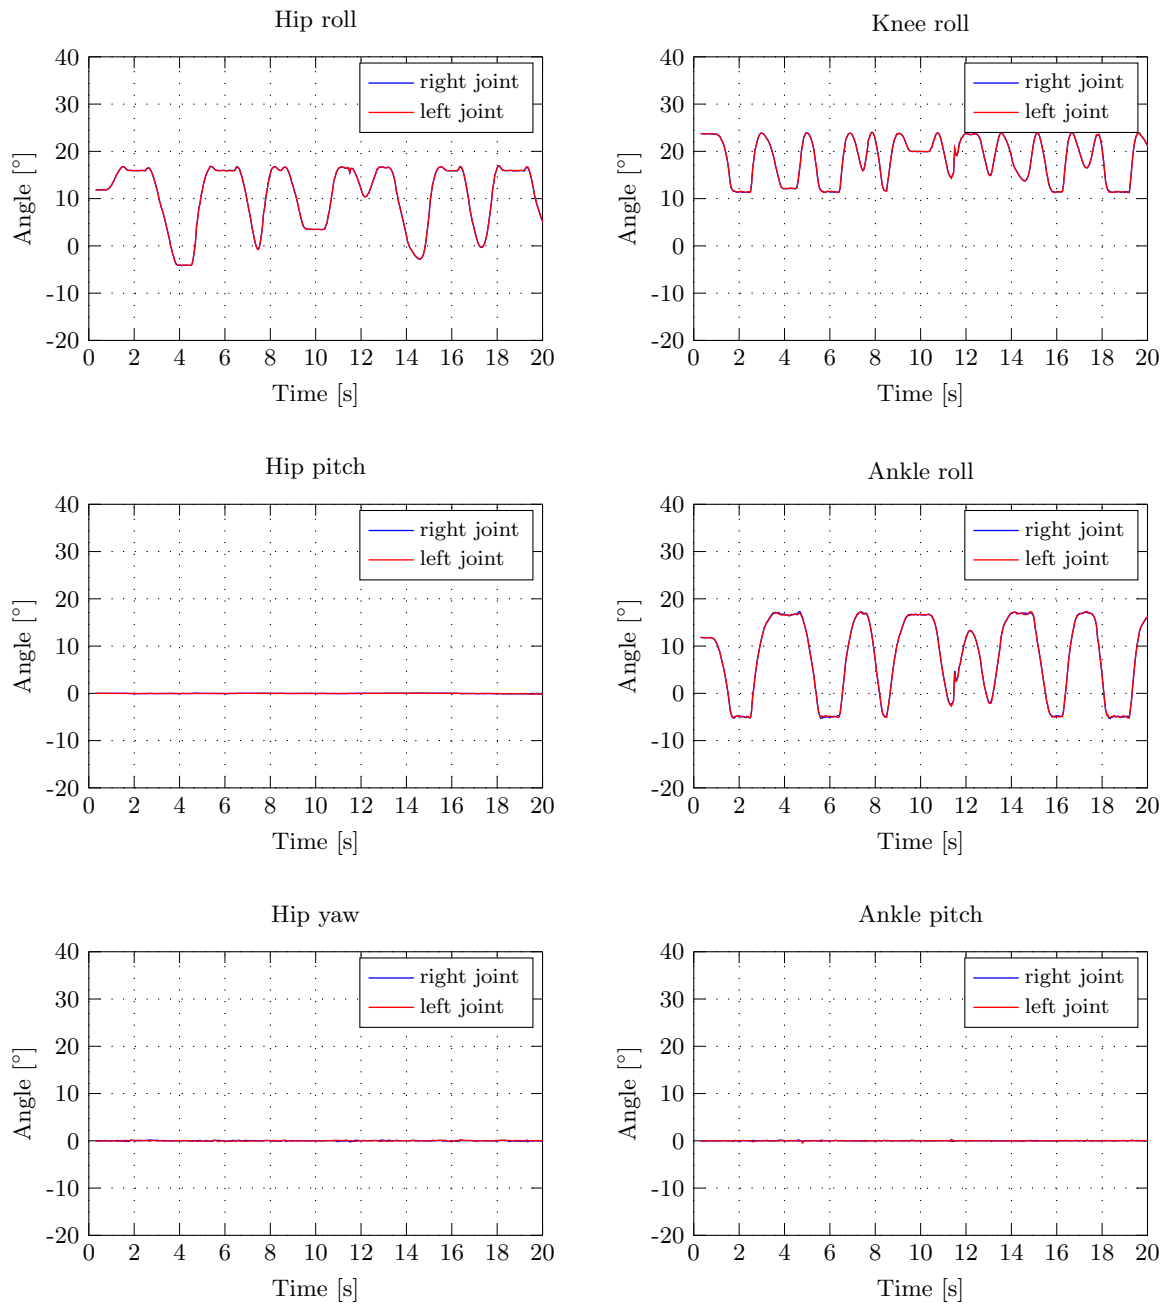 Hip roll
40
30
20
10
0
-10
-20
0 2 4 6 8 10 12 14 16 18 20
Angle [°]
Time [s]
right joint
left joint
Knee roll
40
30
20
10
0
-10
-20
0 2 4 6 8 10 12 14 16 18 20
Angle [°]
Time [s]
right joint
left joint
Hip pitch
40
30
20
10
0
-10
-20
0 2 4 6 8 10 12 14 16 18 20
Angle [°]
Time [s]
right joint
left joint
Ankle roll
40
30
20
10
0
-10
-20
0 2 4 6 8 10 12 14 16 18 20
Angle [°]
Time [s]
right joint
left joint
Hip yaw
40
30
20
10
0
-10
-20
0 2 4 6 8 10 12 14 16 18 20
Angle [°]
Time [s]
right joint
left joint
Ankle pitch
40
30
20
10
0
-10
-20
0 2 4 6 8 10 12 14 16 18 20
Angle [°]
Time [s]
right joint
left joint